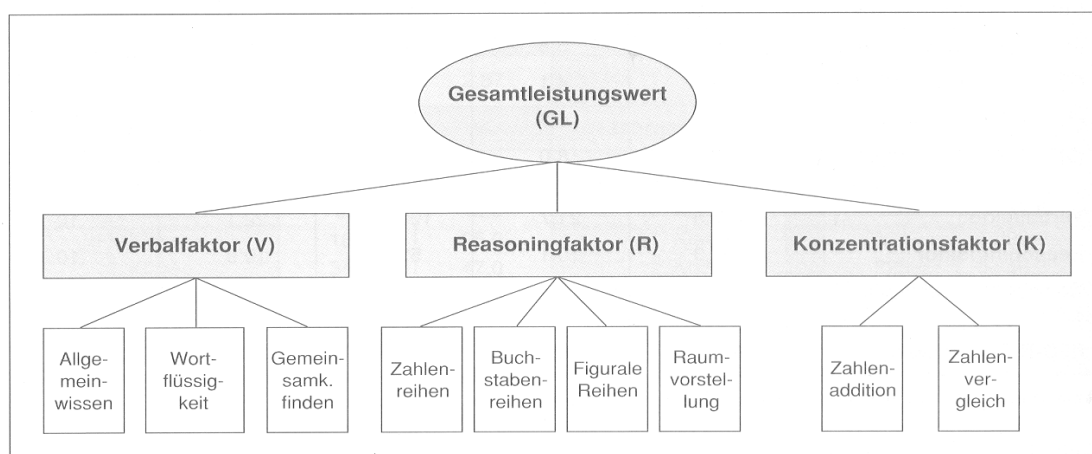 Gesamtleistungswert
(GL)
Verbalfaktor (V)
Reasoningfaktor (R)
Konzentrationsfaktor (K)
Allge-
mein-
wissen
Wort-
flüssig-
keit
Gemein-
samk.
finden
Zahlen-
reihen
Buch-
staben-
reihen
Figurale
Reihen
Raum-
vorstel-
lung
Zahlen-
addition
Zahlen-
ver-
gleich